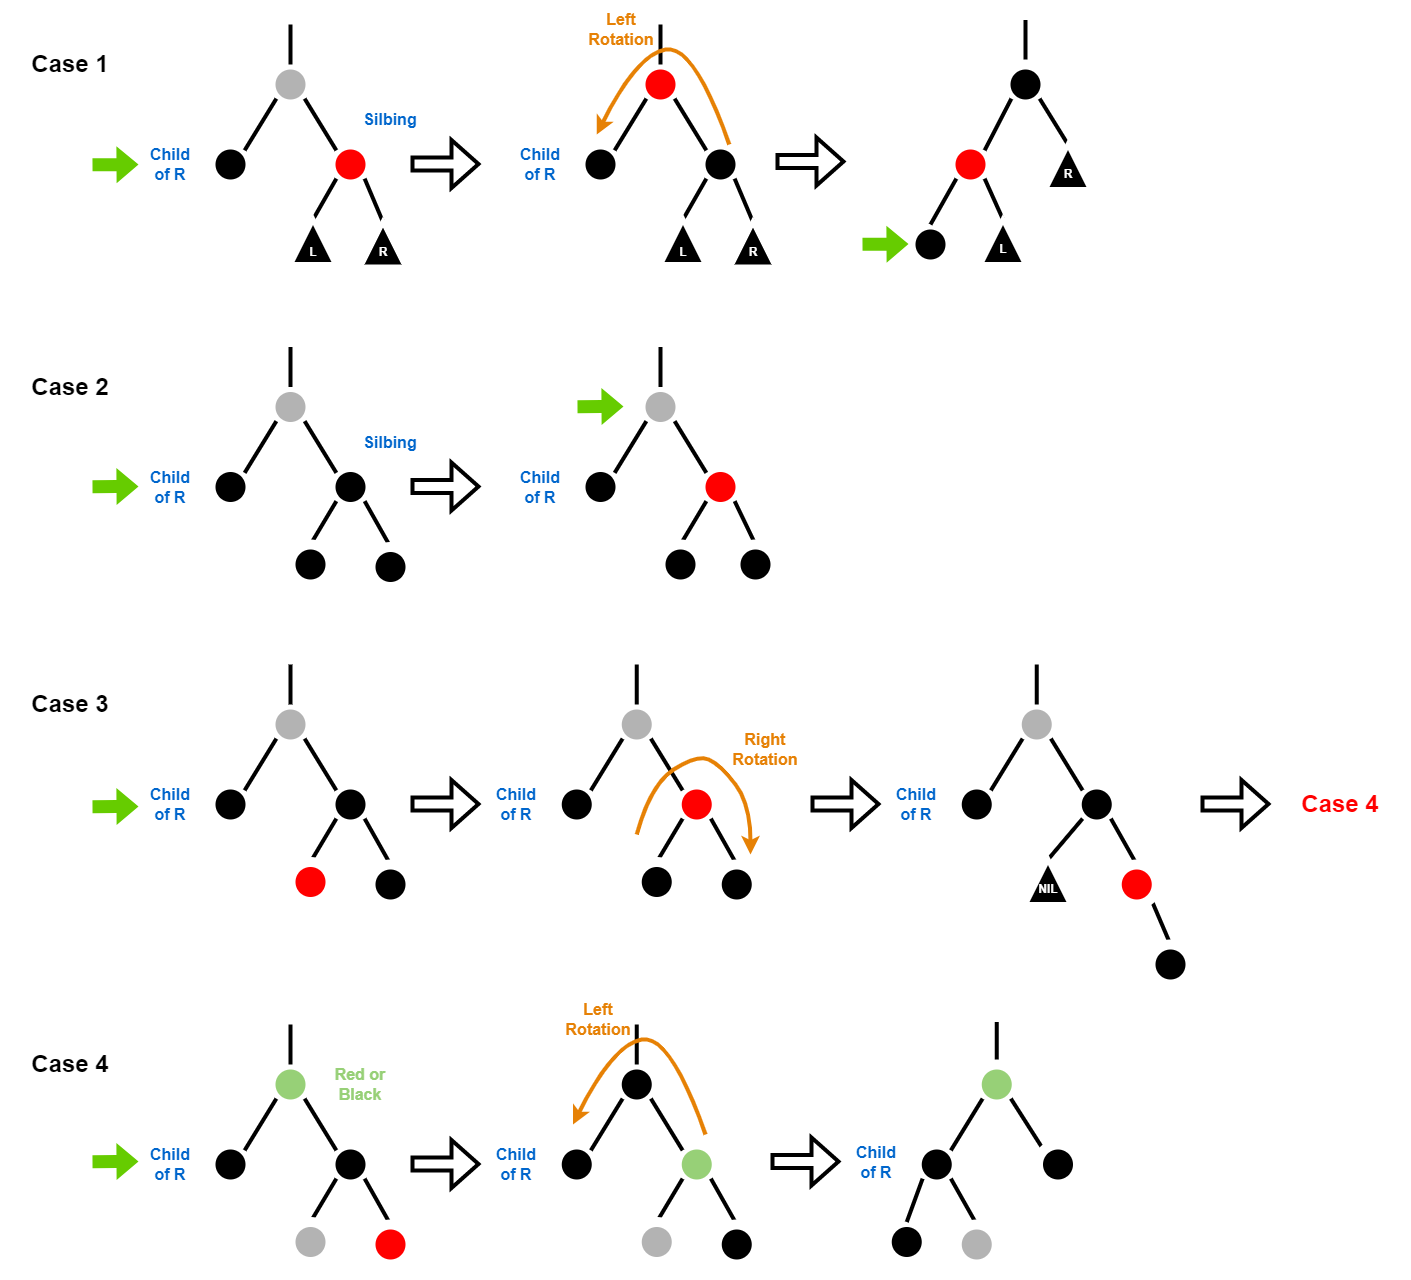 Case 1
Left
Rotation
Silbing
Child
of R
Child
of R
L
R
L
R
R
L
Case 2
Silbing
Child
of R
Child
of R
Case 3
Right
Rotation
Child
of R
Child
of R
Child
of R
Case 4
NIL
Case 4
Left
Rotation
Red or
Black
Child
of R
Child
of R
Child
of R